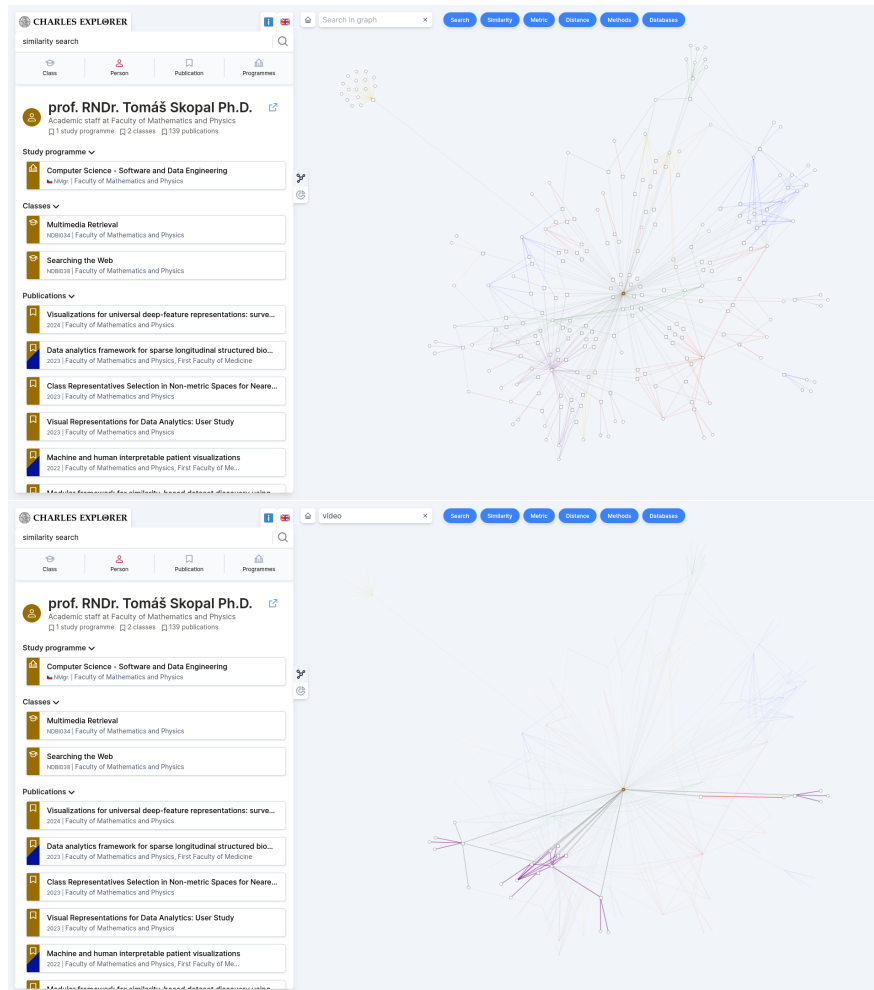 CHARLES EXPLORER
i
Search in graph ×
Search Similarity Metric Distance Methods Databases
similarity search
Class Person Publication Programmes
prof. RNDr. Tomáš Skopal Ph.D.
Academic staff at Faculty of Mathematics and Physics
1 study programme 2 classes 139 publications
Study programme
Computer Science - Software and Data Engineering
NMgr. | Faculty of Mathematics and Physics
Classes
Multimedia Retrieval
NDBI034 | Faculty of Mathematics and Physics
Searching the Web
NDBI038 | Faculty of Mathematics and Physics
Publications
Visualizations for universal deep-feature representations: surve...
2024 | Faculty of Mathematics and Physics
Data analytics framework for sparse longitudinal structured bio...
2023 | Faculty of Mathematics and Physics, First Faculty of Medicine
Class Representatives Selection in Non-metric Spaces for Neare...
2023 | Faculty of Mathematics and Physics
Visual Representations for Data Analytics: User Study
2023 | Faculty of Mathematics and Physics
Machine and human interpretable patient visualizations
2022 | Faculty of Mathematics and Physics, First Faculty of Me...
Modular framework for similarity-based dataset discovery using
CHARLES EXPLORER
i
video ×
Search Similarity Metric Distance Methods Databases
similarity search
Class Person Publication Programmes
prof. RNDr. Tomáš Skopal Ph.D.
Academic staff at Faculty of Mathematics and Physics
1 study programme 2 classes 139 publications
Study programme
Computer Science - Software and Data Engineering
NMgr. | Faculty of Mathematics and Physics
Classes
Multimedia Retrieval
NDBI034 | Faculty of Mathematics and Physics
Searching the Web
NDBI038 | Faculty of Mathematics and Physics
Publications
Visualizations for universal deep-feature representations: surve...
2024 | Faculty of Mathematics and Physics
Data analytics framework for sparse longitudinal structured bio...
2023 | Faculty of Mathematics and Physics, First Faculty of Medicine
Class Representatives Selection in Non-metric Spaces for Neare...
2023 | Faculty of Mathematics and Physics
Visual Representations for Data Analytics: User Study
2023 | Faculty of Mathematics and Physics
Machine and human interpretable patient visualizations
2022 | Faculty of Mathematics and Physics, First Faculty of Me...